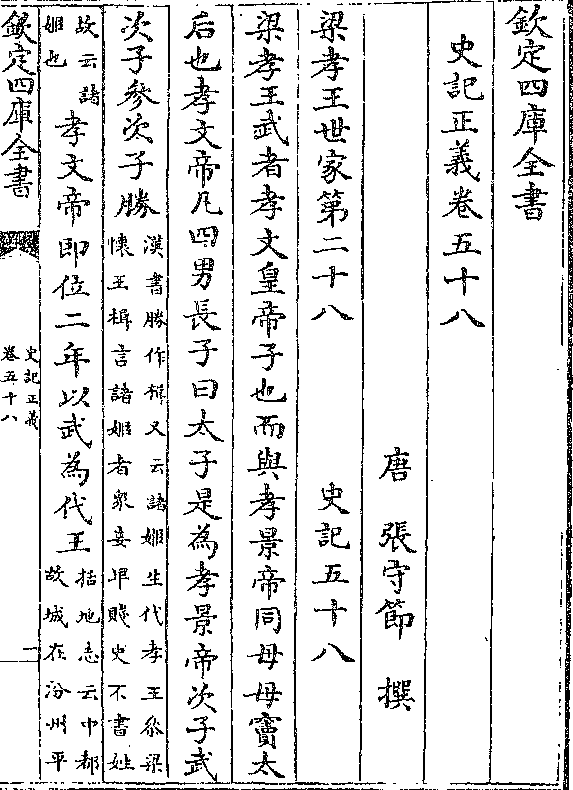 欽定四庫全書
史記正義卷五十八
唐 張守節 撰
梁孝王世家第二十八 史記五十八
梁孝王武者孝文皇帝子也而與孝景帝同母母竇太
后也孝文帝凡四男長子曰太子是為孝景帝次子武
次子參次子勝漢書勝作揖又云諸姬生代孝王參梁
懷王揖言諸姬者衆妾卑賤史不書姓
故云諸
姬也
孝文帝即位二年以武為代王括地志云中都
故城在汾州平
欽定四庫全書
史記正義
卷五十八
一